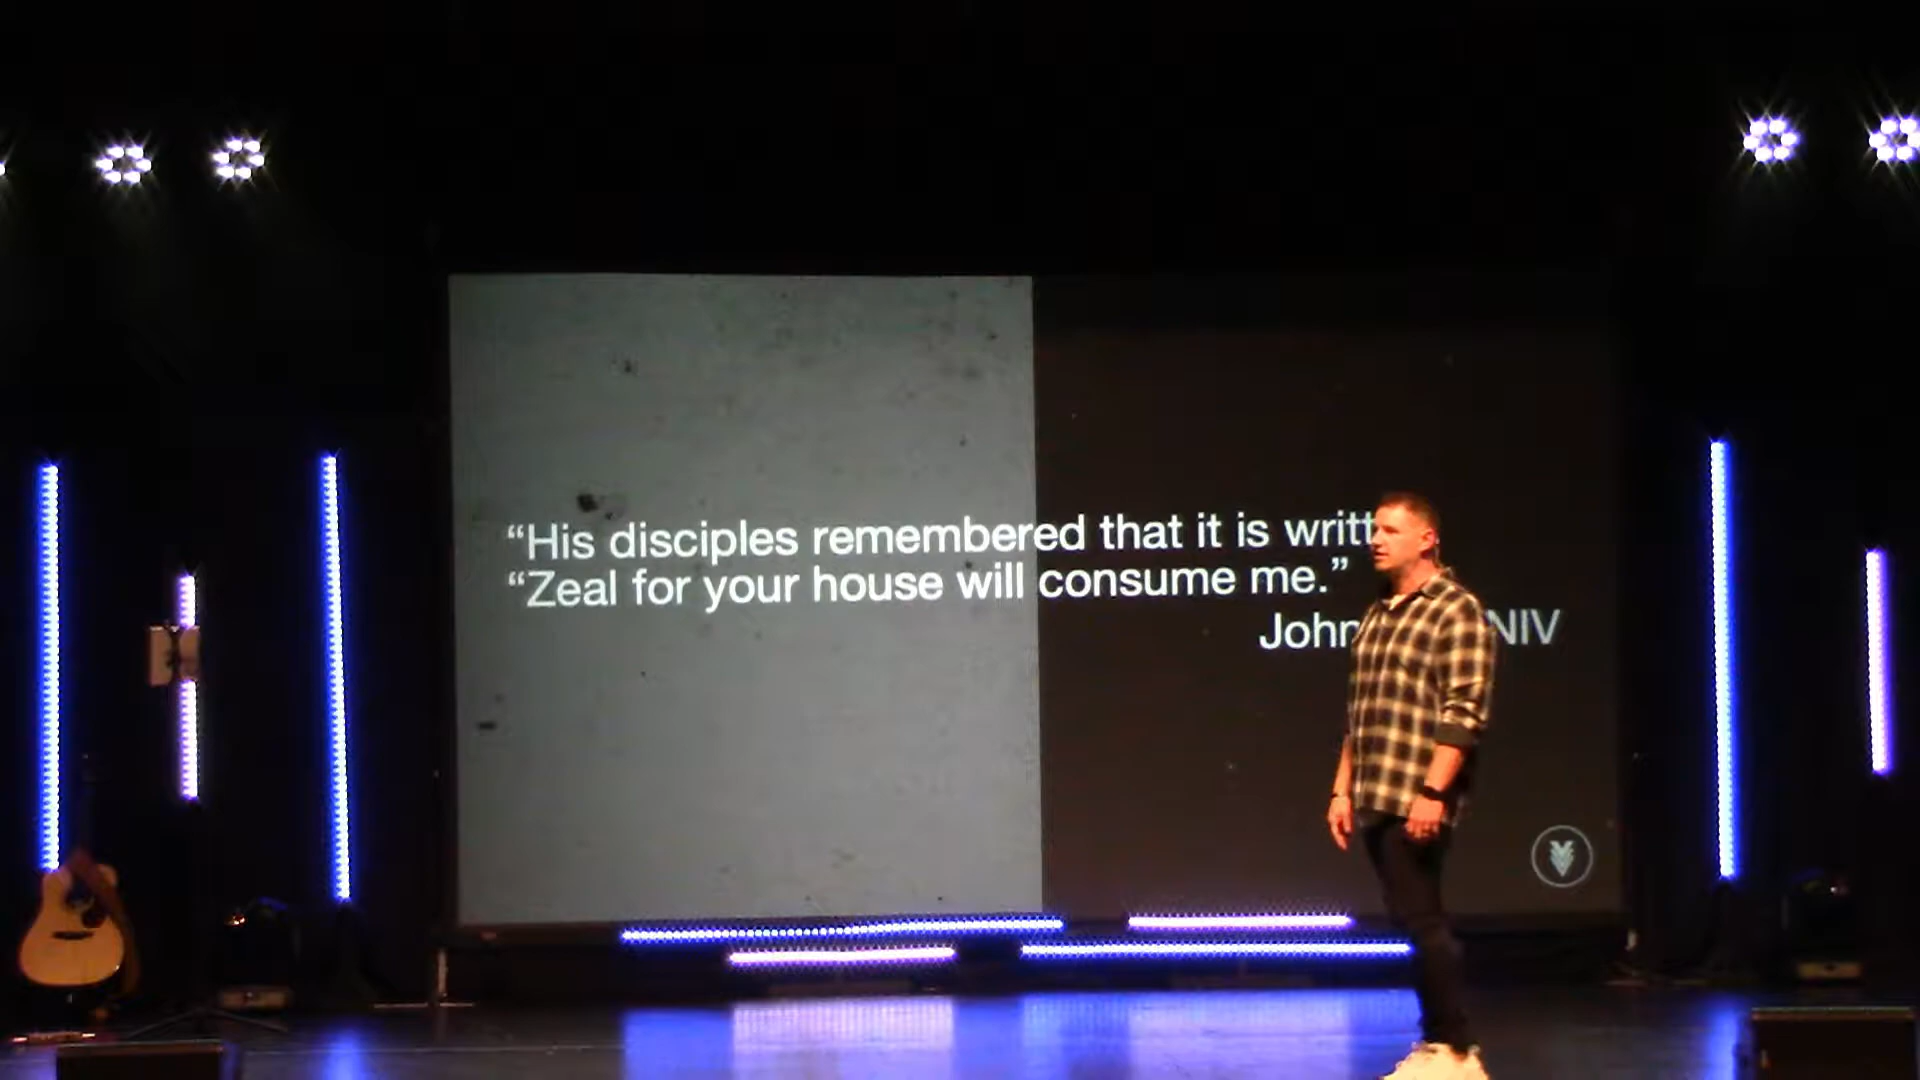 “His disciples remembered that it is writt
“Zeal for your house will consume me.”
John NIV